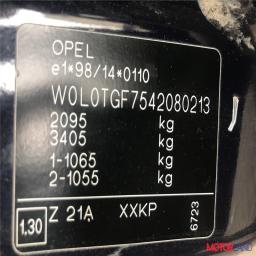 OPEL
e1*98/14*0110
W0L0TGF7542080213
2095 kg
3405 kg
1-1065 kg
2-1055 kg
1.30 Z 21A XXKP 6723